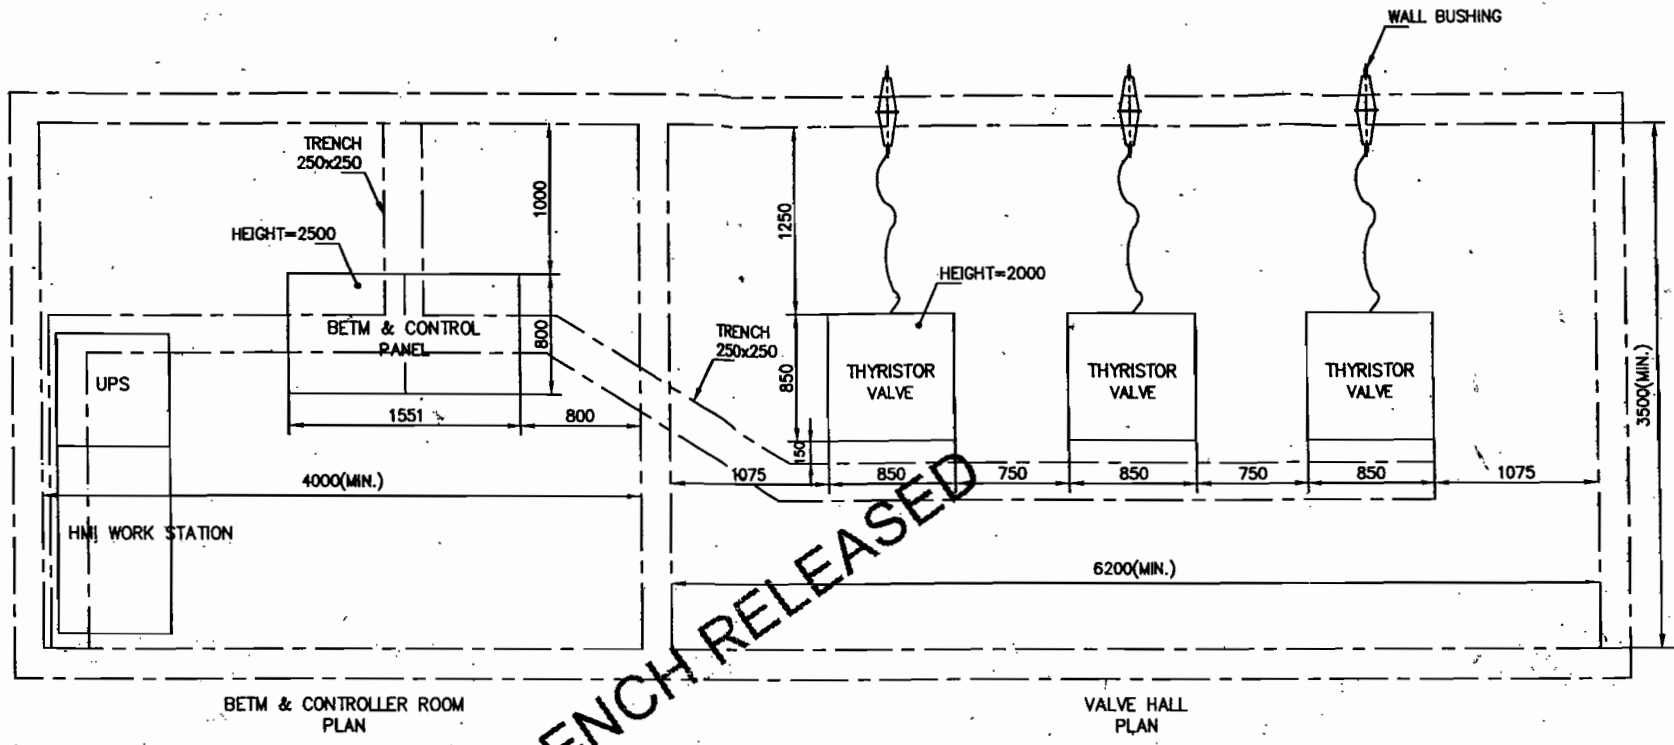 WALL BUSHING
TRENCH
250x250
HEIGHT=2500
1000
1250
HEIGHT=2000
BETM & CONTROL
PANEL
800
TRENCH
250x250
850
THYRISTOR
VALVE
THYRISTOR
VALVE
THYRISTOR
VALVE
3500(MIN.)
UPS
1551
800
150
4000(MIN.)
1075
850
750
850
750
850
1075
HMI WORK STATION
6200(MIN.)
ENCH RELEASED
BETM & CONTROLLER ROOM
PLAN
VALVE HALL
PLAN